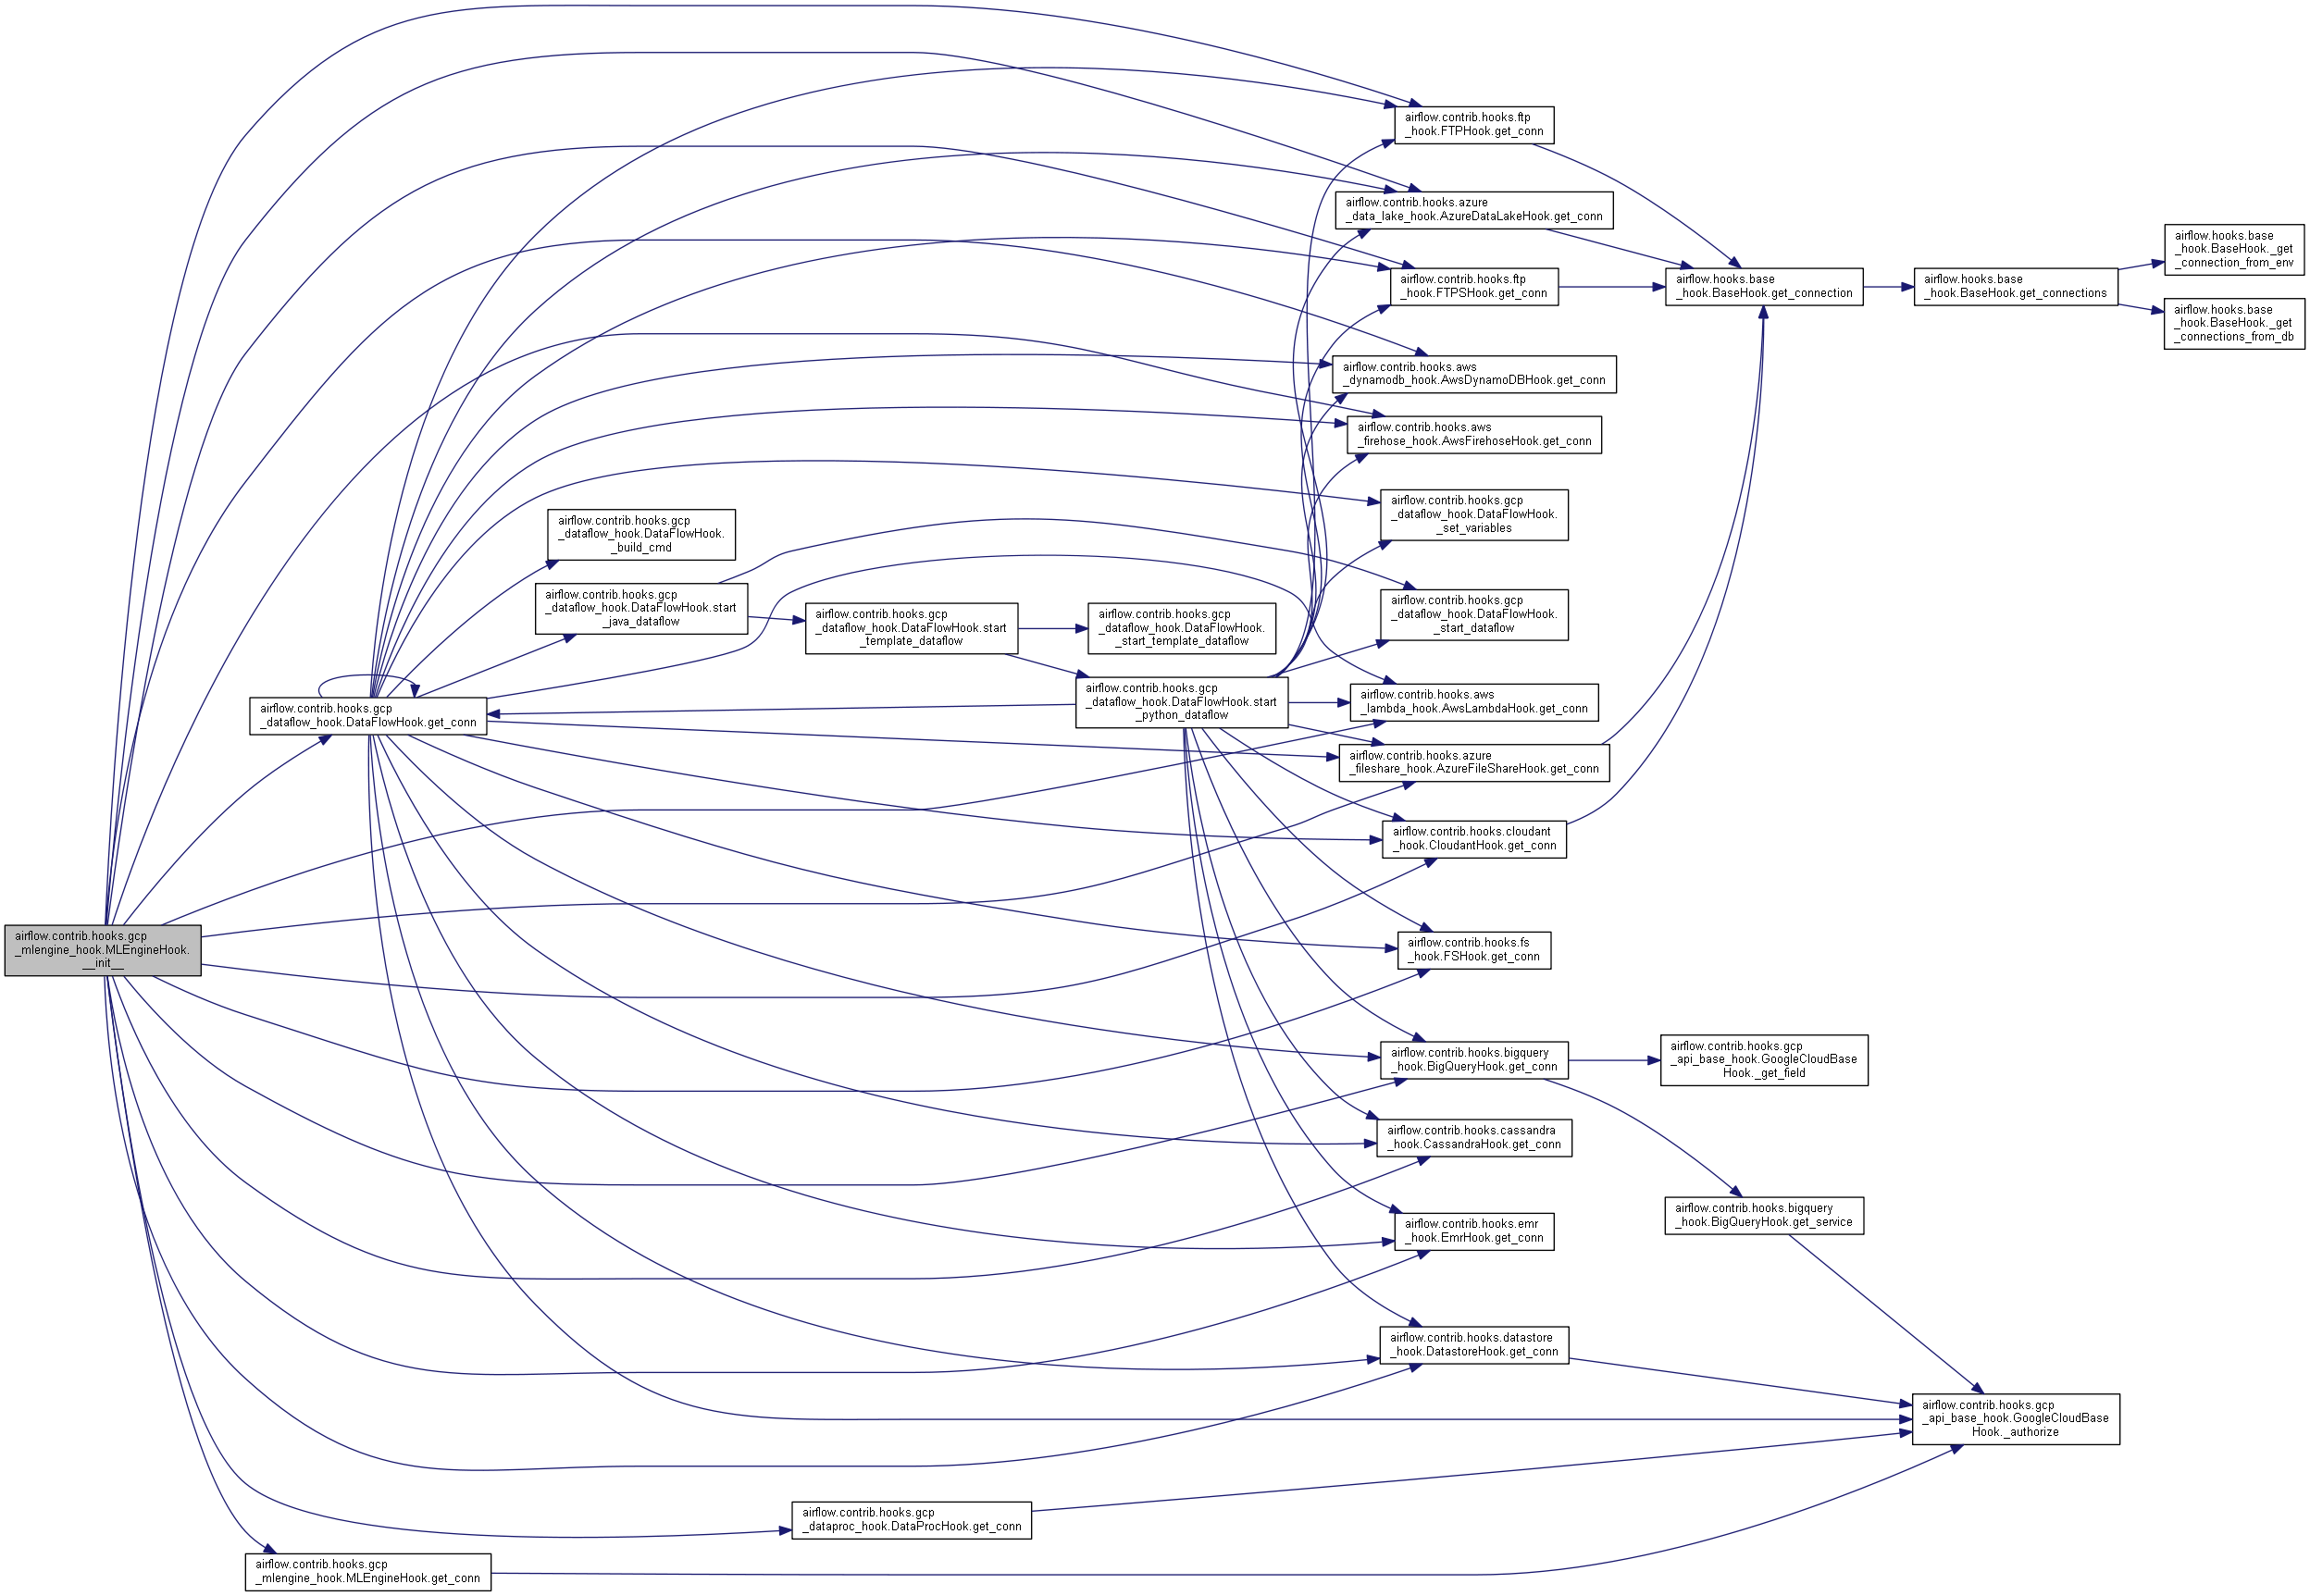 airflow.contrib.hooks.ftp
_hook.FTPHook.get_conn
airflow.contrib.hooks.azure
_data_lake_hook.AzureDataLakeHook.get_conn
airflow.contrib.hooks.ftp
_hook.FTPSHook.get_conn
airflow.hooks.base
_hook.BaseHook.get_connection
airflow.hooks.base
_hook.BaseHook.get_connections
airflow.hooks.base
_hook.BaseHook._get
_connection_from_env
airflow.hooks.base
_hook.BaseHook._get
_connections_from_db
airflow.contrib.hooks.aws
_dynamodb_hook.AwsDynamoDBHook.get_conn
airflow.contrib.hooks.aws
_firehose_hook.AwsFirehoseHook.get_conn
airflow.contrib.hooks.gcp
_dataflow_hook.DataFlowHook.
_set_variables
airflow.contrib.hooks.gcp
_dataflow_hook.DataFlowHook.
_build_cmd
airflow.contrib.hooks.gcp
_dataflow_hook.DataFlowHook.start
_java_dataflow
airflow.contrib.hooks.gcp
_dataflow_hook.DataFlowHook.start
_template_dataflow
airflow.contrib.hooks.gcp
_dataflow_hook.DataFlowHook.
_start_template_dataflow
airflow.contrib.hooks.gcp
_dataflow_hook.DataFlowHook.
_start_dataflow
airflow.contrib.hooks.gcp
_dataflow_hook.DataFlowHook.get_conn
airflow.contrib.hooks.gcp
_dataflow_hook.DataFlowHook.start
_python_dataflow
airflow.contrib.hooks.aws
_lambda_hook.AwsLambdaHook.get_conn
airflow.contrib.hooks.azure
_fileshare_hook.AzureFileShareHook.get_conn
airflow.contrib.hooks.cloudant
_hook.CloudantHook.get_conn
airflow.contrib.hooks.gcp
_mlengine_hook.MLEngineHook.
__init__
airflow.contrib.hooks.fs
_hook.FSHook.get_conn
airflow.contrib.hooks.bigquery
_hook.BigQueryHook.get_conn
airflow.contrib.hooks.gcp
_api_base_hook.GoogleCloudBase
Hook._get_field
airflow.contrib.hooks.cassandra
_hook.CassandraHook.get_conn
airflow.contrib.hooks.bigquery
_hook.BigQueryHook.get_service
airflow.contrib.hooks.emr
_hook.EmrHook.get_conn
airflow.contrib.hooks.datastore
_hook.DatastoreHook.get_conn
airflow.contrib.hooks.gcp
_api_base_hook.GoogleCloudBase
Hook._authorize
airflow.contrib.hooks.gcp
_dataproc_hook.DataProcHook.get_conn
airflow.contrib.hooks.gcp
_mlengine_hook.MLEngineHook.get_conn